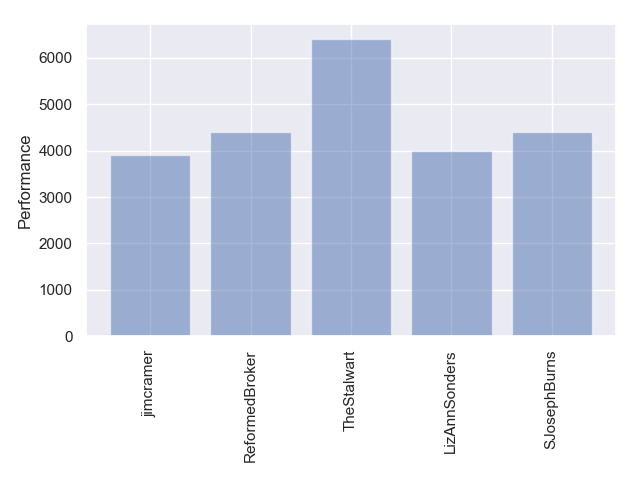 6000
5000
4000
3000
2000
1000
0
Performance
jimcramer
ReformedBroker
TheStalwart
LizAnnSonders
SJosephBurns